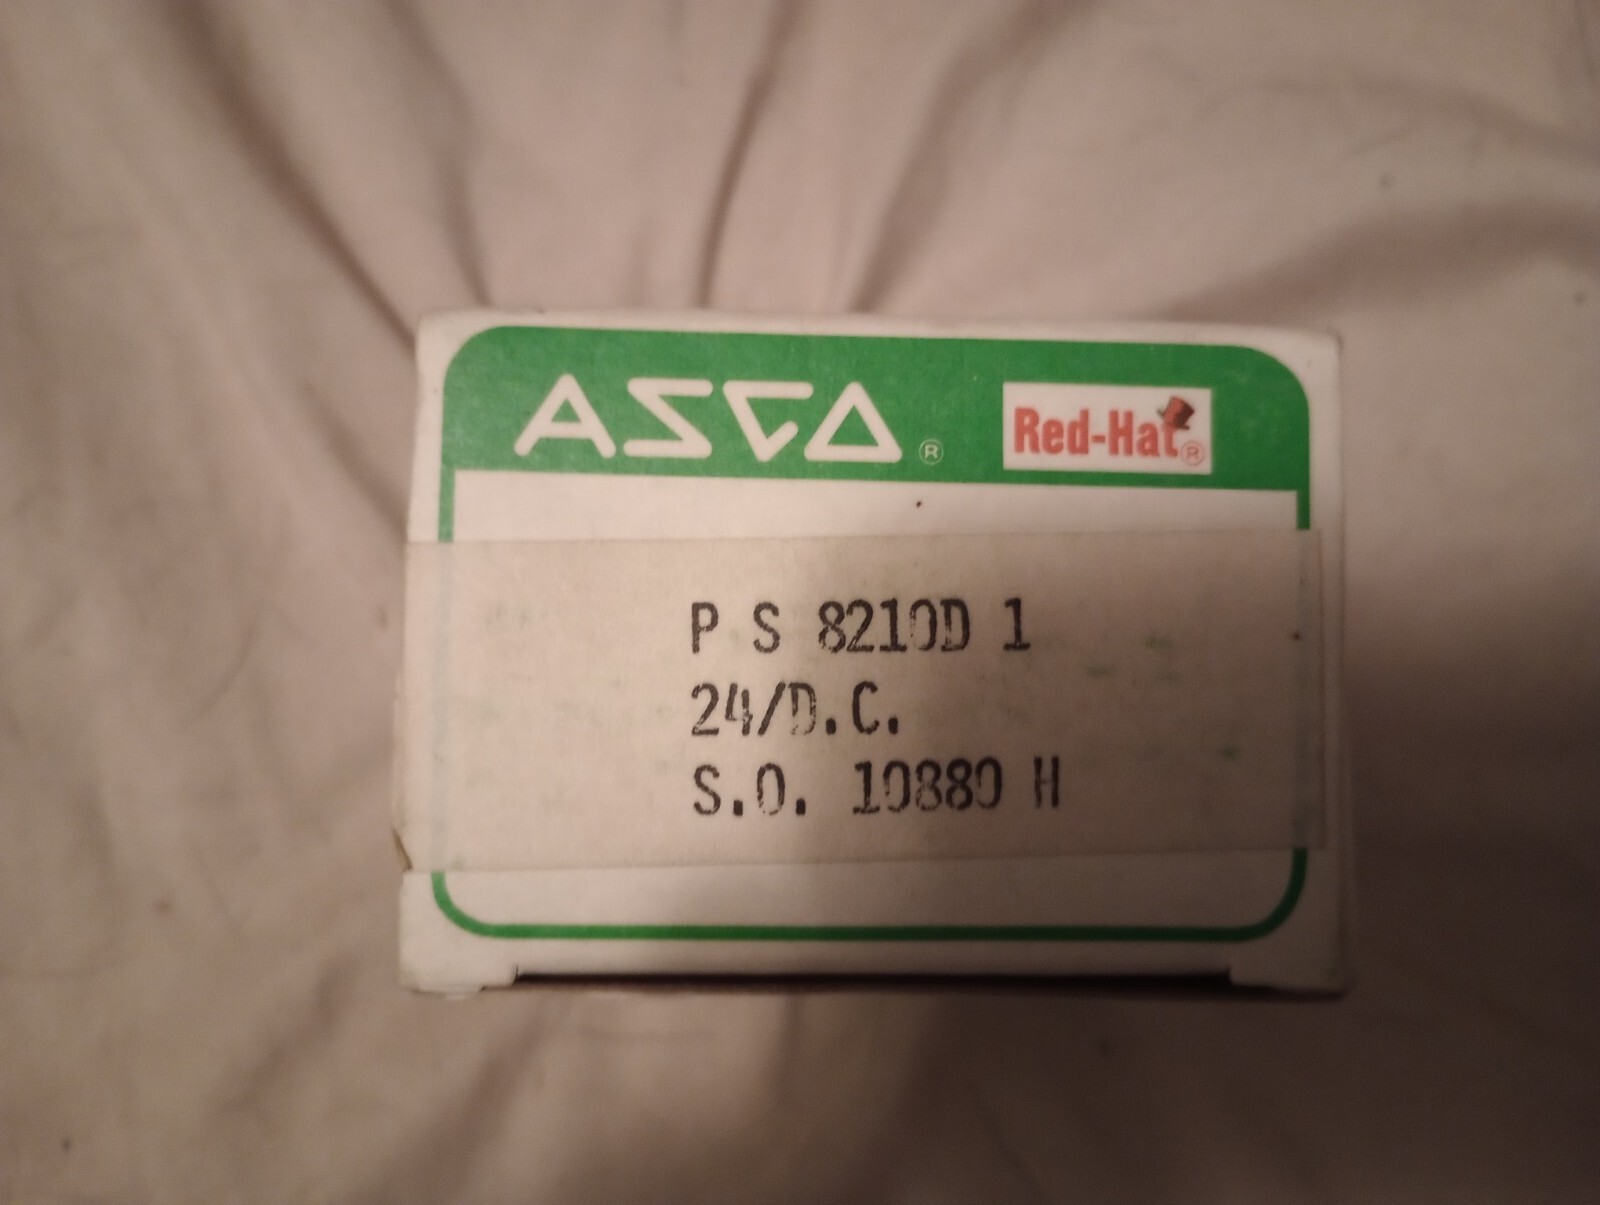 ASCO®
Red-Hat®
P S 8210D 1
24/D.C.
S.O. 10880 H